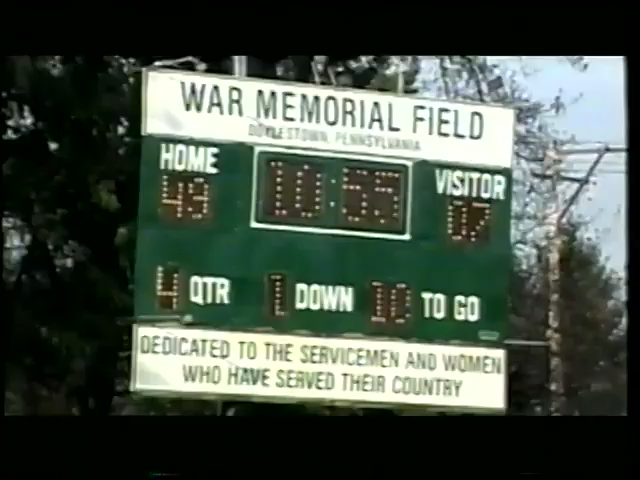 WAR MEMORIAL FIELD
DOYLESTOWN, PENNSYLVANIA
HOME 10:55 VISITOR
49 07
4 QTR 1 DOWN 10 TO GO
DEDICATED TO THE SERVICEMEN AND WOMEN
WHO HAVE SERVED THEIR COUNTRY